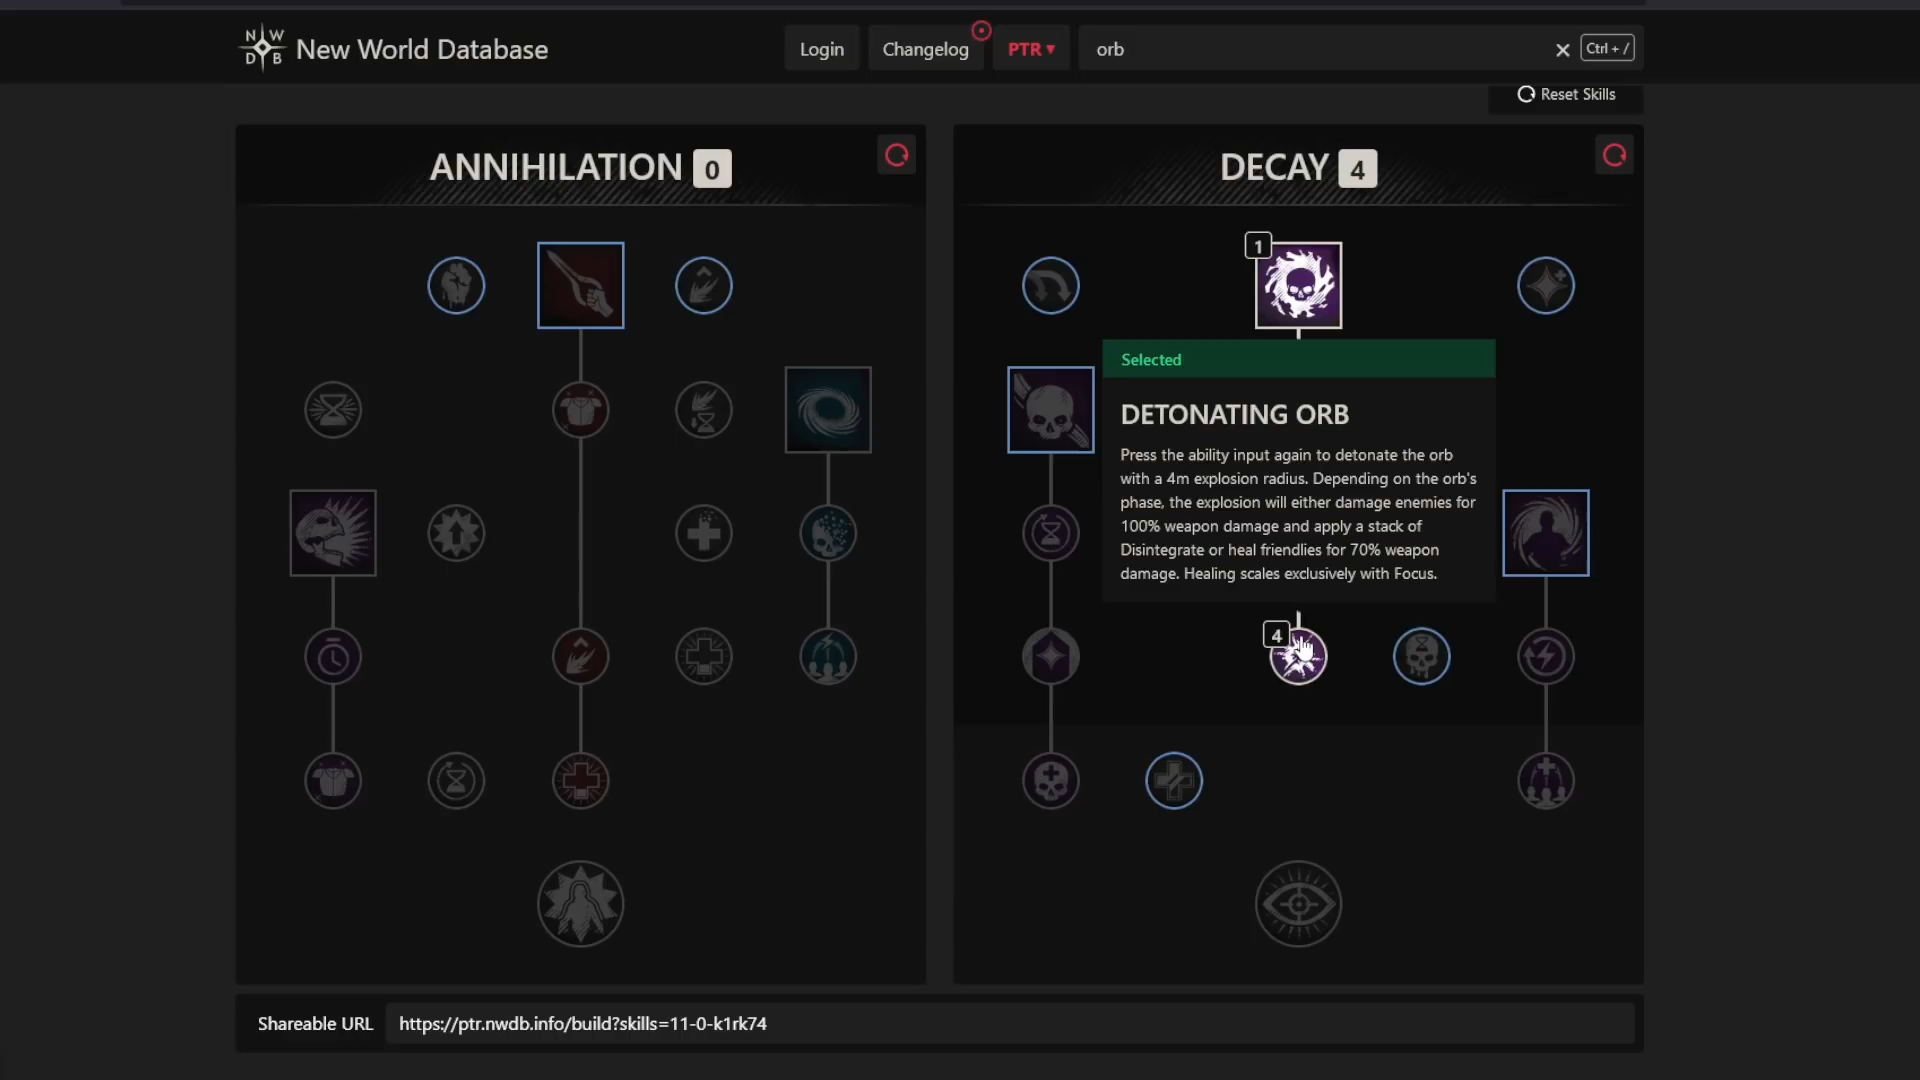 N W
D B
New World Database
Login
Changelog
PTR ▾
orb
Ctrl + /
Reset Skills
ANNIHILATION 0
DECAY 4
1
Selected
DETONATING ORB
Press the ability input again to detonate the orb
with a 4m explosion radius. Depending on the orb's
phase, the explosion will either damage enemies for
100% weapon damage and apply a stack of
Disintegrate or heal friendlies for 70% weapon
damage. Healing scales exclusively with Focus.
4
Shareable URL
https://ptr.nwdb.info/build?skills=11-0-k1rk74